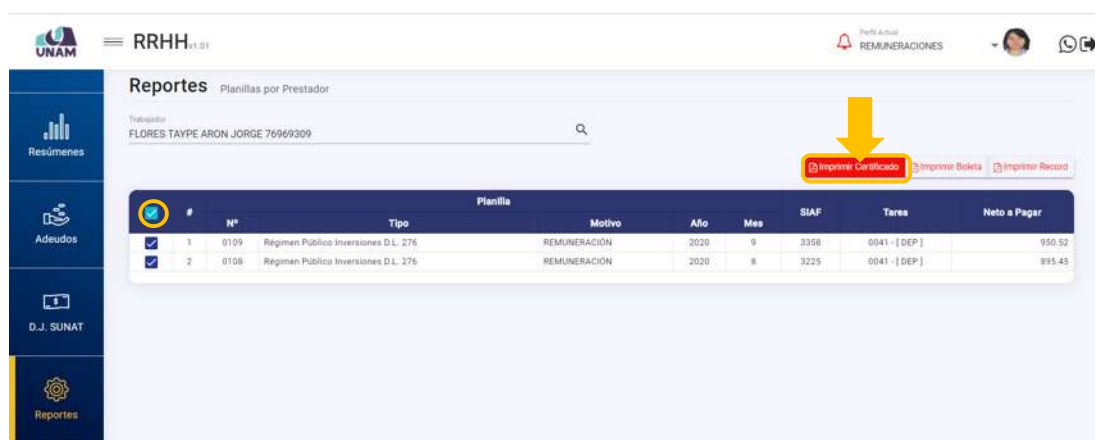 UNAM
RRHH v1.01
Perfil Actual
REMUNERACIONES
Reportes Planillas por Prestador
Trabajador
FLORES TAYPE ARON JORGE 76969309
Imprimir Certificado Imprimir Boleta Imprimir Record
Resúmenes
Adeudos
D.J. SUNAT
Reportes
# Planilla SIAF Tarea Neto a Pagar
Nº Tipo Motivo Año Mes
1 0109 Régimen Público Inversiones D.L. 276 REMUNERACIÓN 2020 9 3358 0041 - [ DEP ] 950.52
2 0108 Régimen Público Inversiones D.L. 276 REMUNERACIÓN 2020 8 3225 0041 - [ DEP ] 895.45